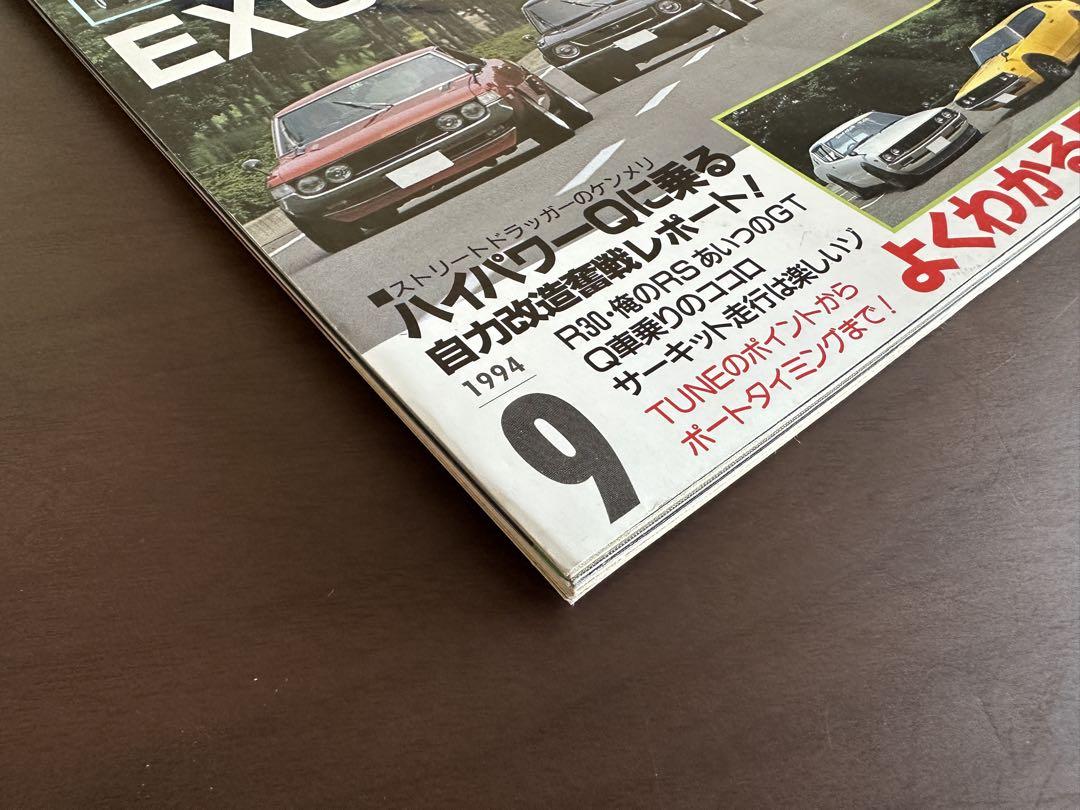 EXC
■ストリートドラッガーのケンメリ
ハイパワーQに乗る
自力改造奮戦レポート!
R30・俺のRS あいつのGT
Q車乗りのココロ
サーキット走行は楽しいゾ
TUNEのポイントから
ポートタイミングまで!
よくわかる
1994
9